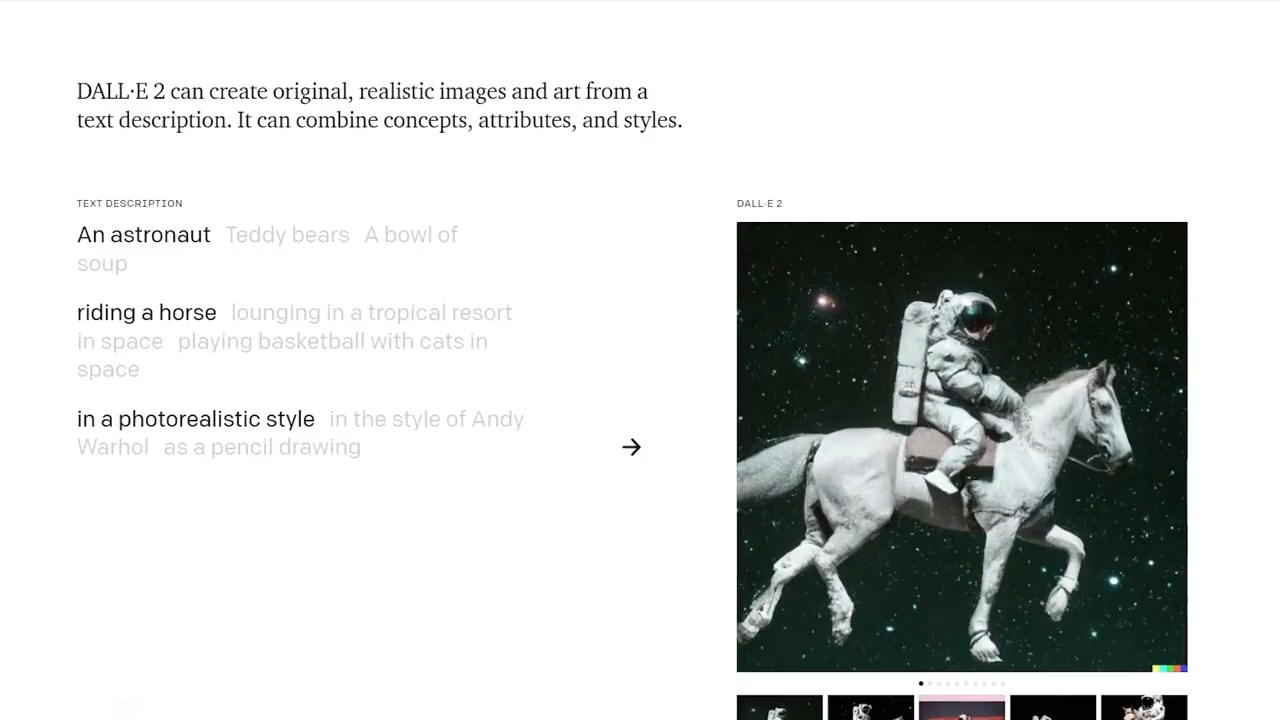 DALL·E 2 can create original, realistic images and art from a
text description. It can combine concepts, attributes, and styles.
TEXT DESCRIPTION
An astronaut Teddy bears A bowl of
soup
riding a horse lounging in a tropical resort
in space playing basketball with cats in
space
in a photorealistic style in the style of Andy
Warhol as a pencil drawing
DALL·E 2